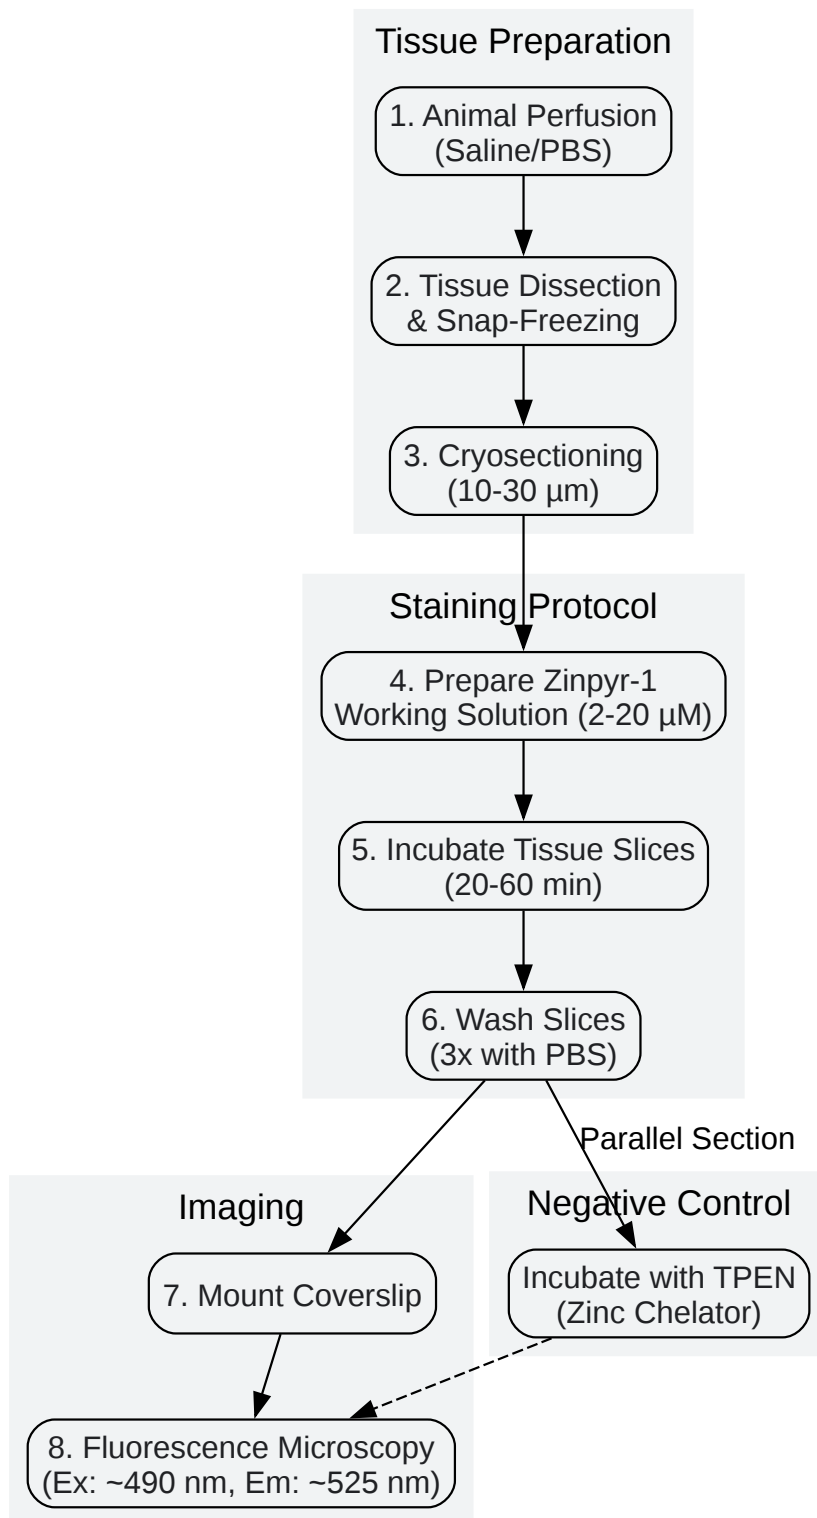 Tissue Preparation
1. Animal Perfusion
(Saline/PBS)
2. Tissue Dissection
& Snap-Freezing
3. Cryosectioning
(10-30 µm)
Staining Protocol
4. Prepare Zinpyr-1
Working Solution (2-20 µM)
5. Incubate Tissue Slices
(20-60 min)
6. Wash Slices
(3x with PBS)
Parallel Section
Imaging
7. Mount Coverslip
Negative Control
Incubate with TPEN
(Zinc Chelator)
8. Fluorescence Microscopy
(Ex: ~490 nm, Em: ~525 nm)